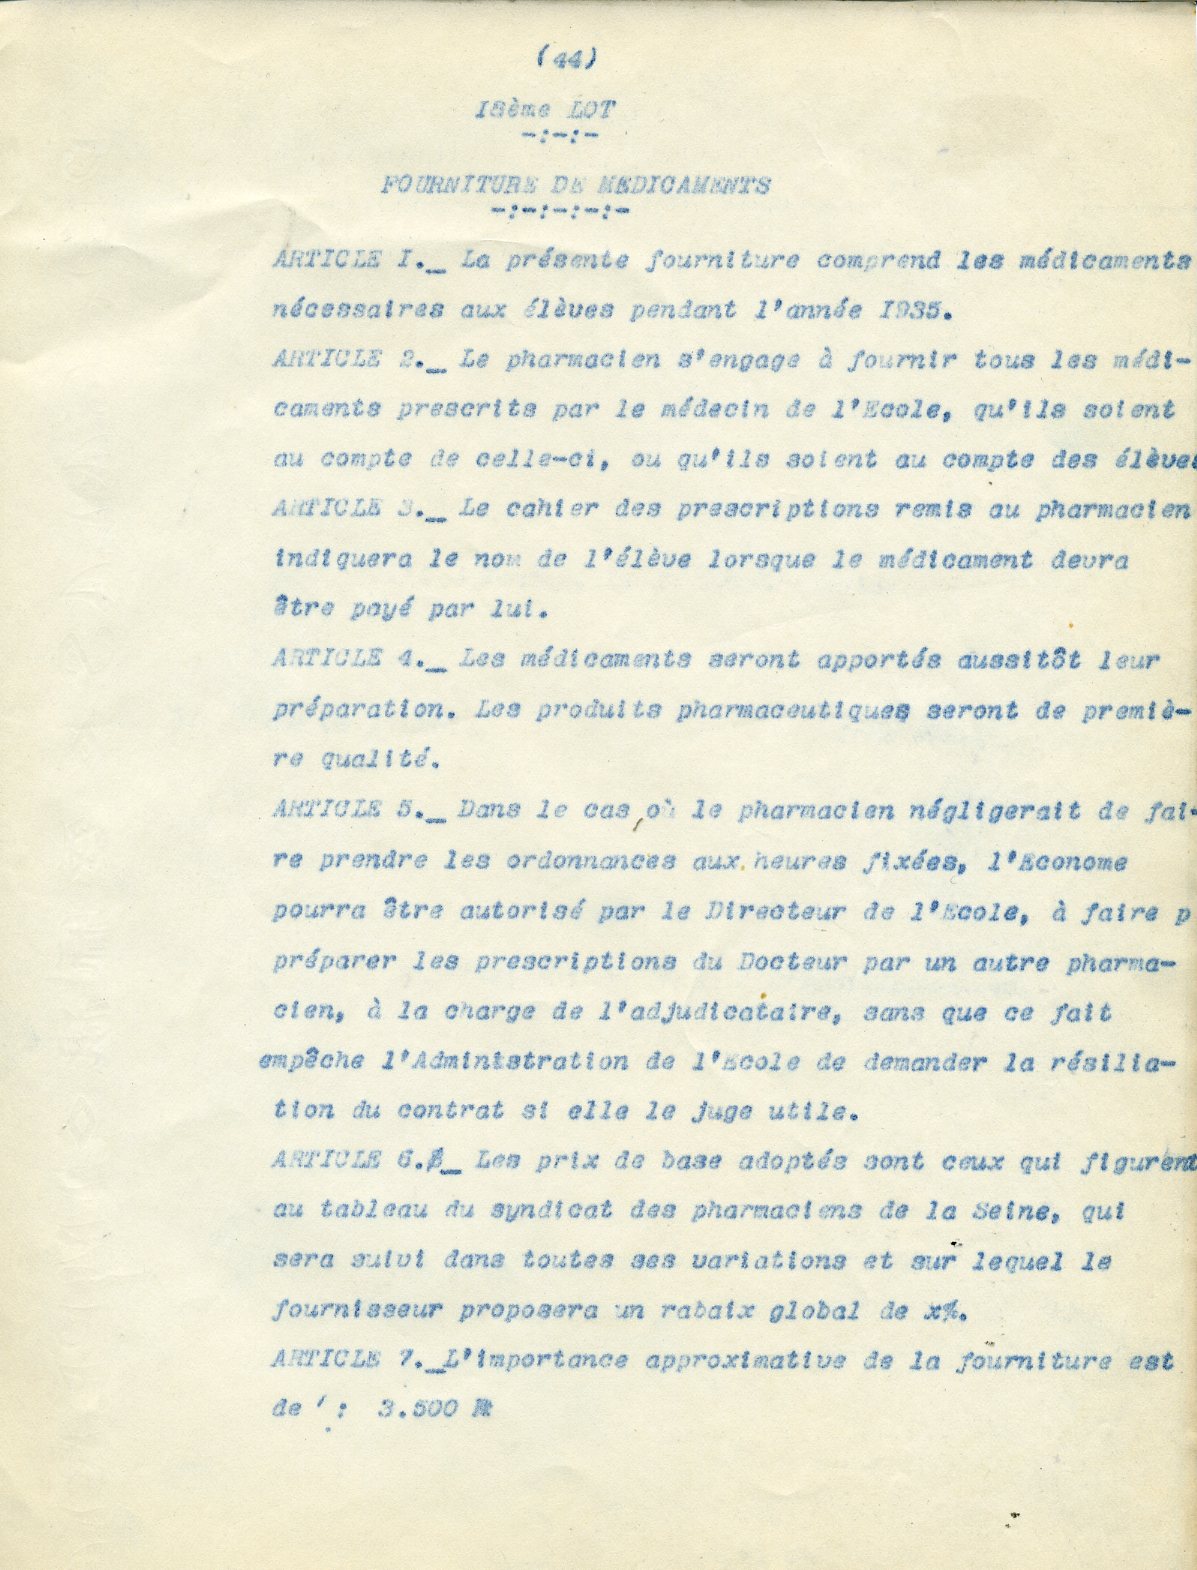 (44)
I8ème LOT
-:-:-
FOURNITURE DE MEDICAMENTS
-:-:-:-:-
ARTICLE I._ La présente fourniture comprend les médicaments
nécessaires aux élèves pendant l'année I935.
ARTICLE 2._ Le pharmacien s'engage à fournir tous les médi-
caments prescrits par le médecin de l'Ecole, qu'ils soient
au compte de celle-ci, ou qu'ils soient au compte des élèves
ARTICLE 3._ Le cahier des prescriptions remis au pharmacien
indiquera le nom de l'élève lorsque le médicament devra
être payé par lui.
ARTICLE 4._ Les médicaments seront apportés aussitôt leur
préparation. Les produits pharmaceutiques seront de premiè-
re qualité.
ARTICLE 5._ Dans le cas où le pharmacien négligerait de fai-
re prendre les ordonnances aux heures fixées, l'Econome
pourra être autorisé par le Directeur de l'Ecole, à faire p
préparer les prescriptions du Docteur par un autre pharma-
cien, à la charge de l'adjudicataire, sans que ce fait
empêche l'Administration de l'Ecole de demander la résilia-
tion du contrat si elle le juge utile.
ARTICLE 6._ Les prix de base adoptés sont ceux qui figurent
au tableau du syndicat des pharmaciens de la Seine, qui
sera suivi dans toutes ses variations et sur lequel le
fournisseur proposera un rabaix global de x%.
ARTICLE 7._L'importance approximative de la fourniture est
de : 3.500